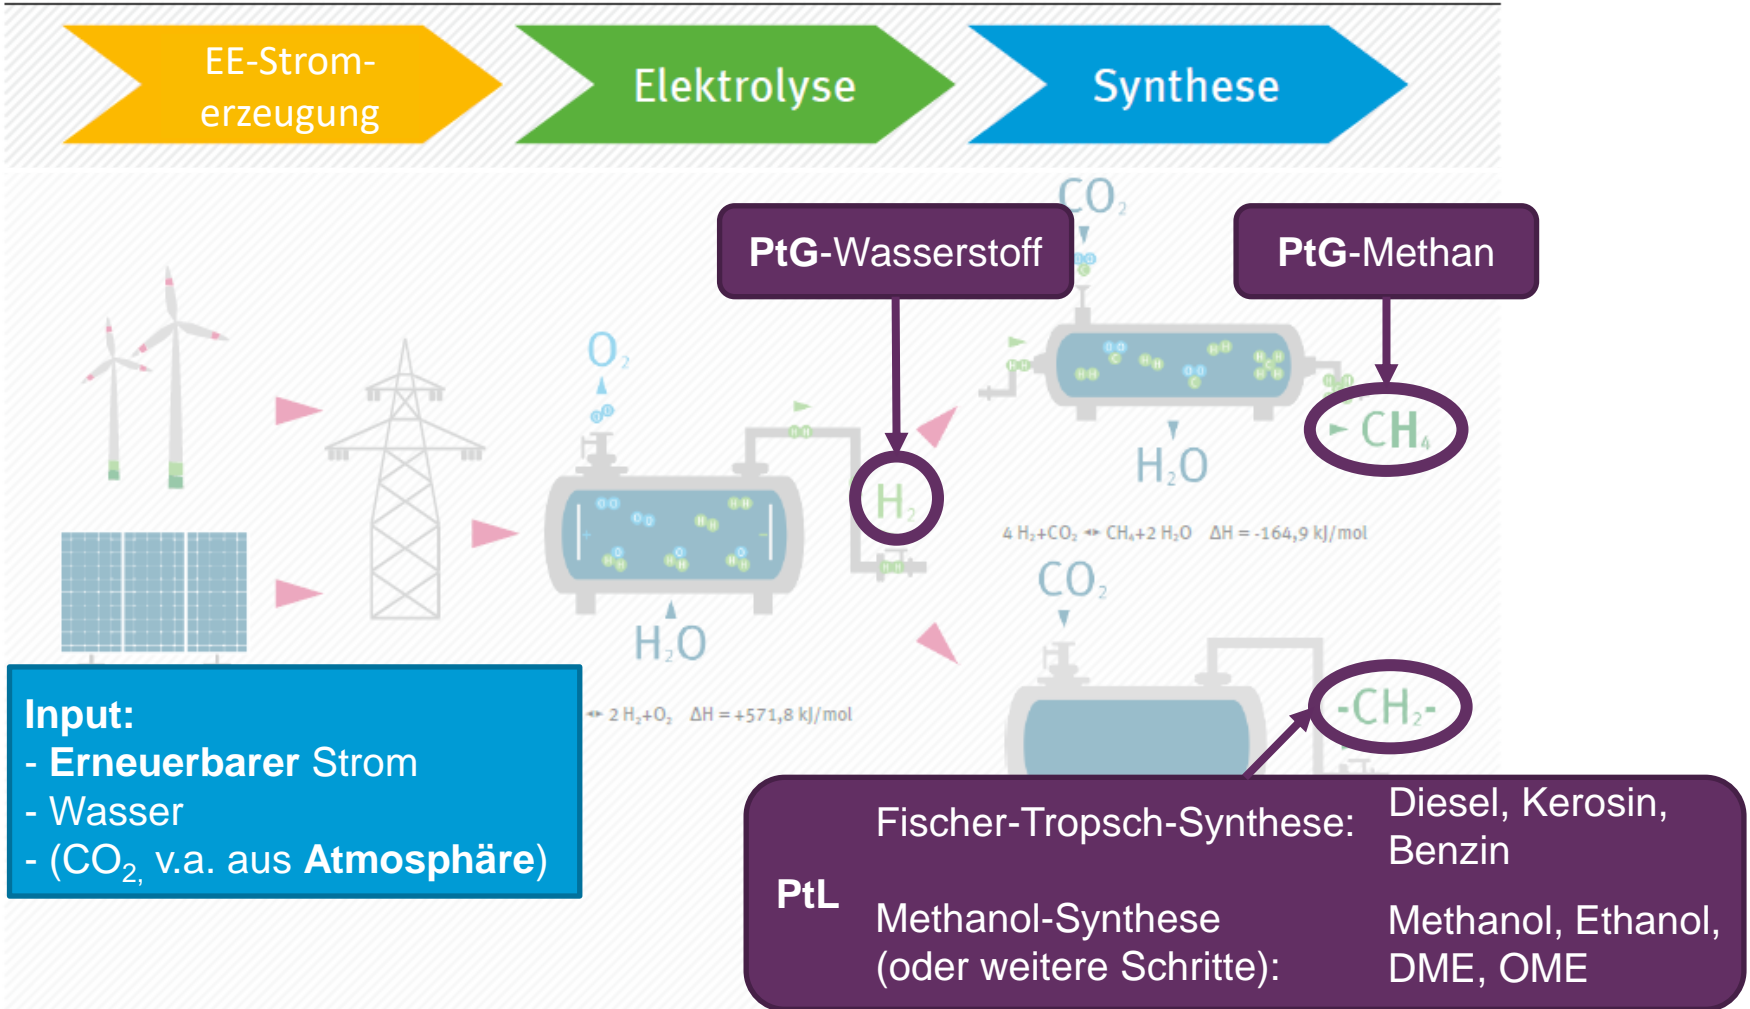 EE-Strom-
erzeugung
Elektrolyse
Synthese
CO₂
PtG-Wasserstoff
PtG-Methan
O₂
H₂
CH₄
H₂O
4 H₂+CO₂ ↔ CH₄+2 H₂O ΔH = -164,9 kJ/mol
CO₂
H₂O
↔ 2 H₂+O₂ ΔH = +571,8 kJ/mol
-CH₂-
Input:
- Erneuerbarer Strom
- Wasser
- (CO₂, v.a. aus Atmosphäre)
PtL
Fischer-Tropsch-Synthese:
Diesel, Kerosin,
Benzin
Methanol-Synthese
(oder weitere Schritte):
Methanol, Ethanol,
DME, OME